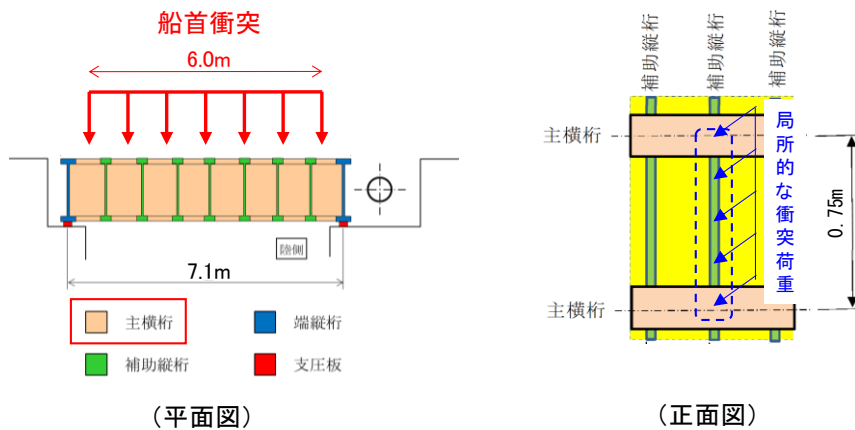 船首衝突
6.0m
陸側
7.1m
主横桁
端縦桁
補助縦桁
支圧板
(平面図)
補助縦桁
補助縦桁
補助縦桁
主横桁
局所的な衝突荷重
0.75m
主横桁
(正面図)